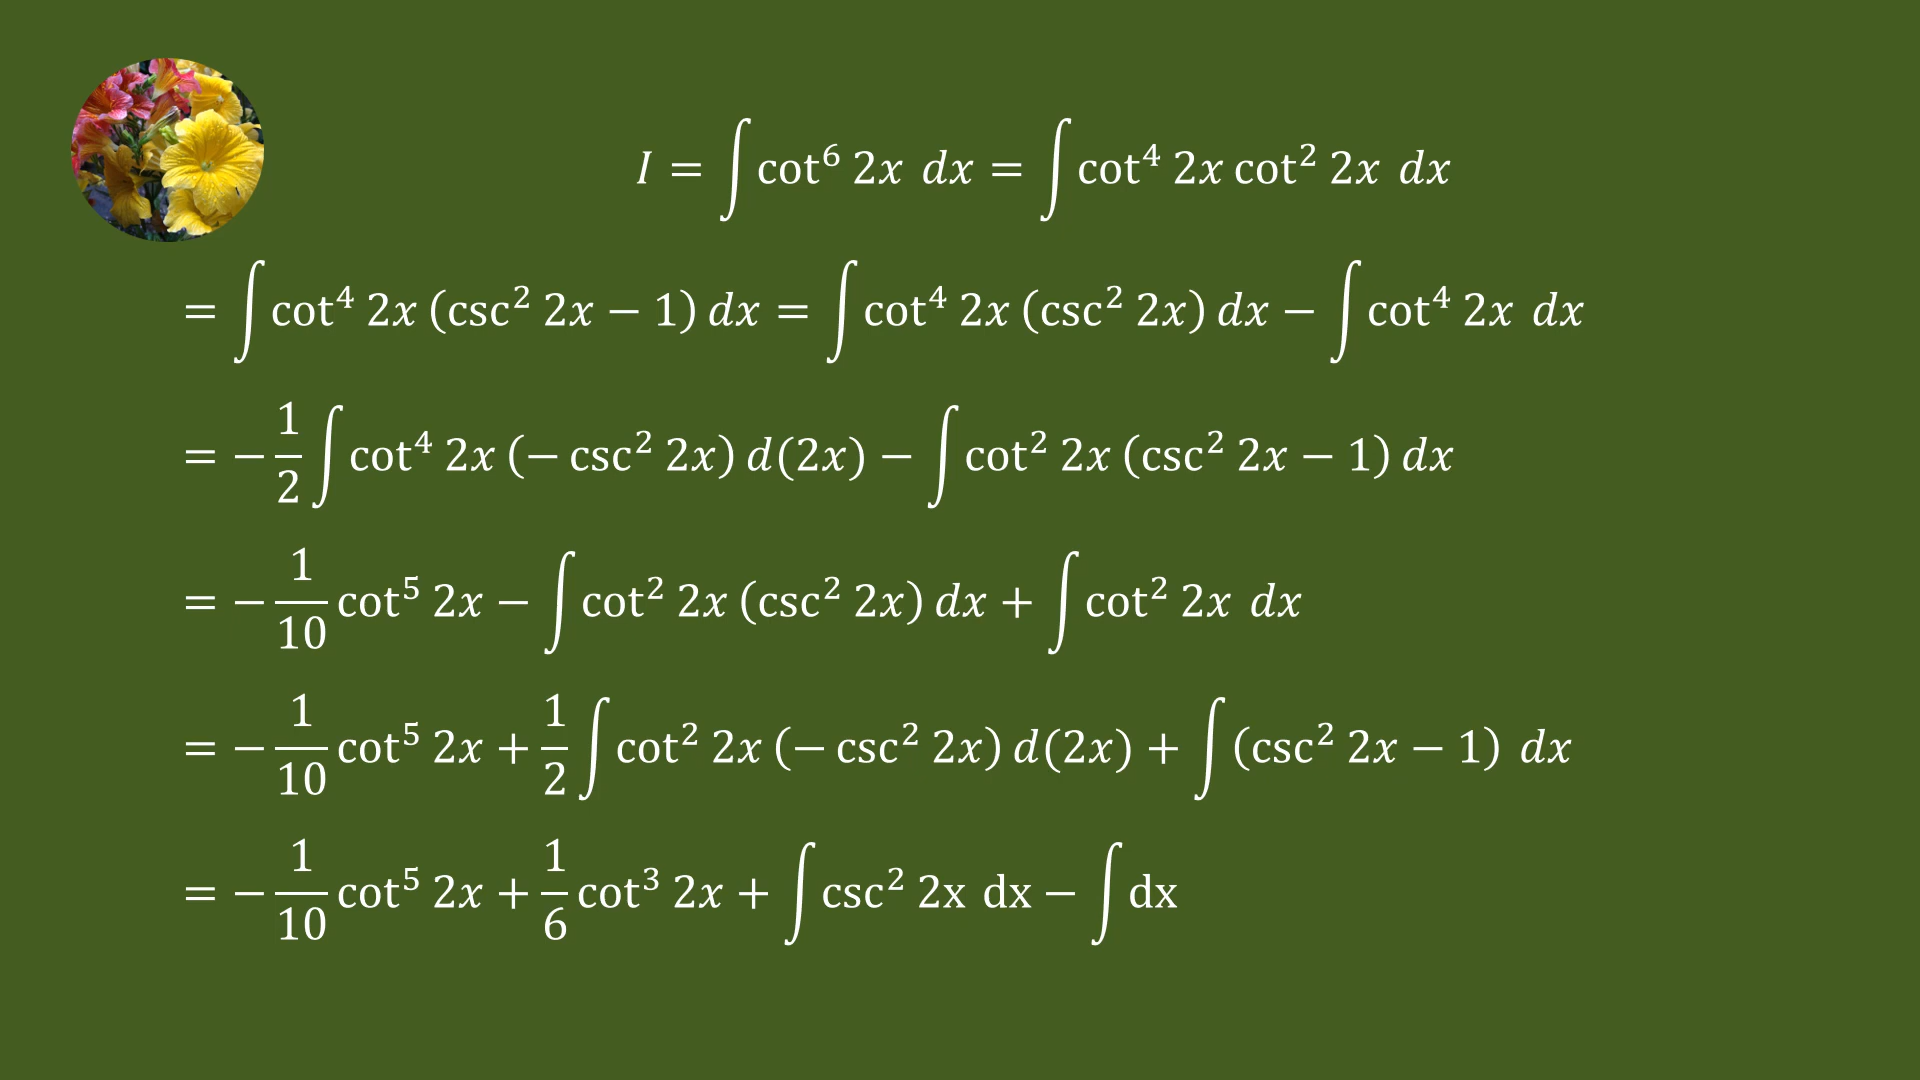 I = ∫ cot⁶ 2x dx = ∫ cot⁴ 2x cot² 2x dx
= ∫ cot⁴ 2x (csc² 2x − 1) dx = ∫ cot⁴ 2x (csc² 2x) dx − ∫ cot⁴ 2x dx
= − 1/2 ∫ cot⁴ 2x (− csc² 2x) d(2x) − ∫ cot² 2x (csc² 2x − 1) dx
= − 1/10 cot⁵ 2x − ∫ cot² 2x (csc² 2x) dx + ∫ cot² 2x dx
= − 1/10 cot⁵ 2x + 1/2 ∫ cot² 2x (− csc² 2x) d(2x) + ∫ (csc² 2x − 1) dx
= − 1/10 cot⁵ 2x + 1/6 cot³ 2x + ∫ csc² 2x dx − ∫ dx